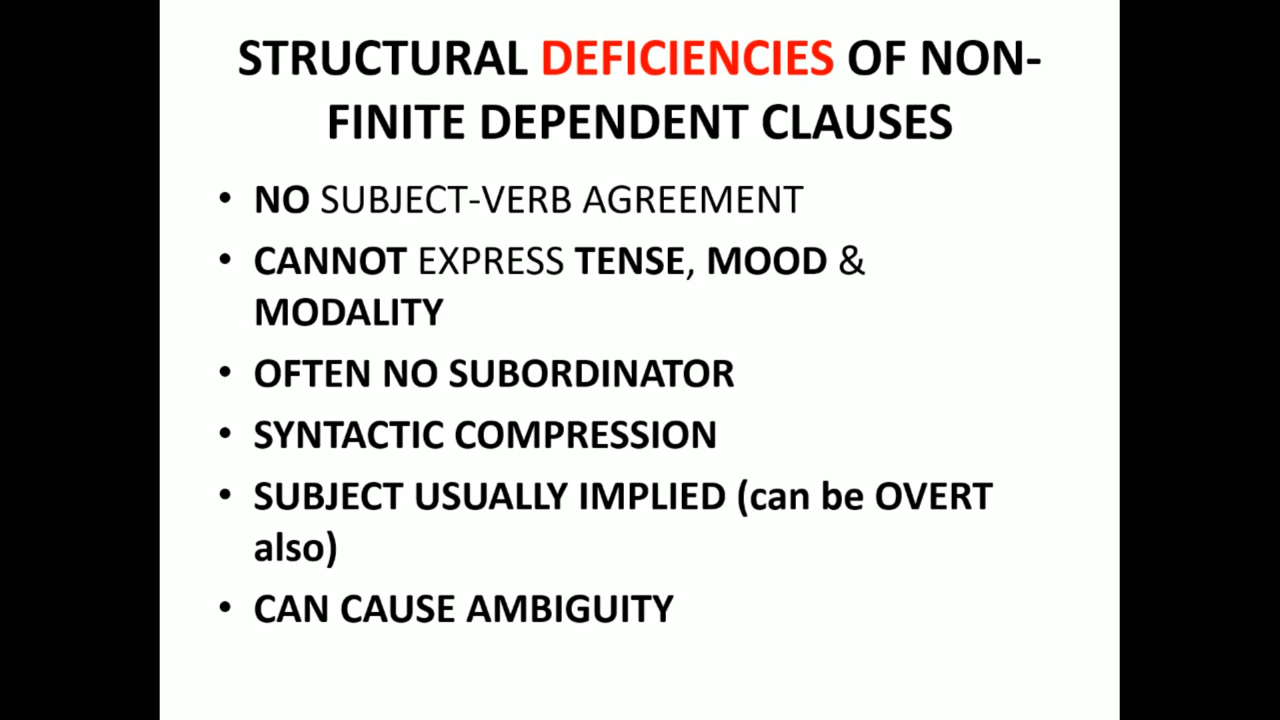 STRUCTURAL DEFICIENCIES OF NON-
FINITE DEPENDENT CLAUSES
• NO SUBJECT-VERB AGREEMENT
• CANNOT EXPRESS TENSE, MOOD &
MODALITY
• OFTEN NO SUBORDINATOR
• SYNTACTIC COMPRESSION
• SUBJECT USUALLY IMPLIED (can be OVERT
also)
• CAN CAUSE AMBIGUITY